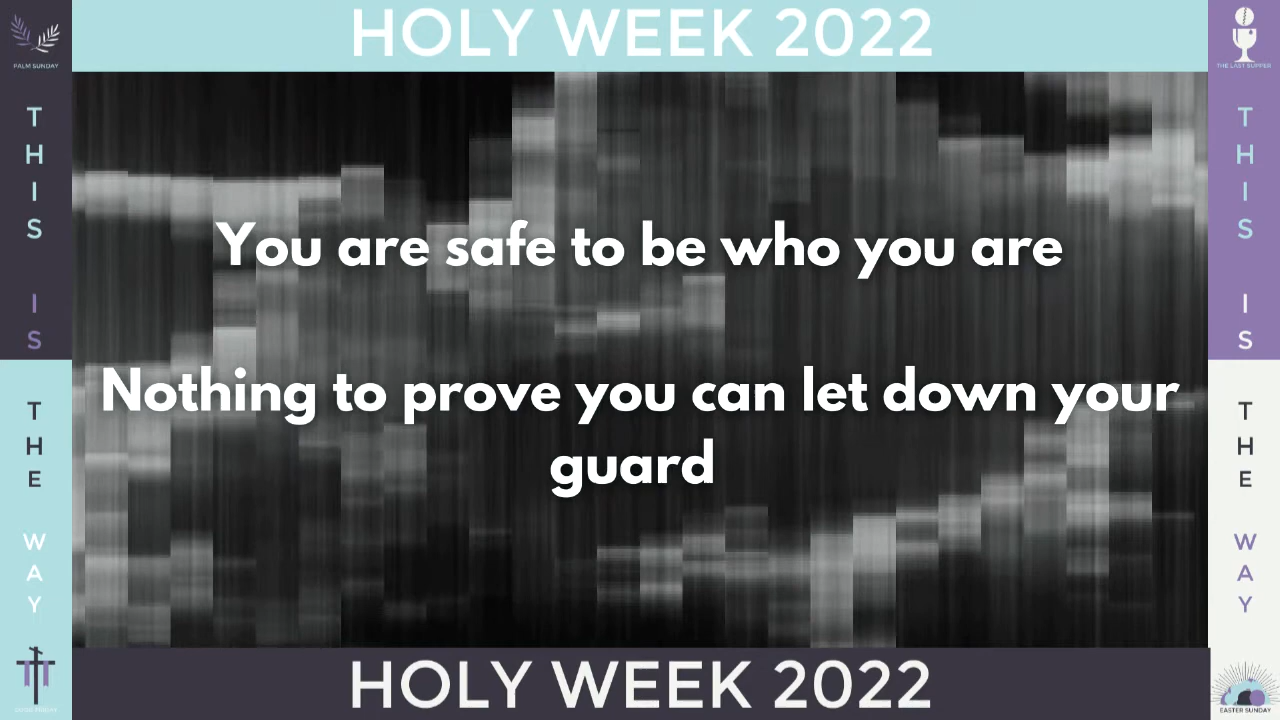 HOLY WEEK 2022
PALM SUNDAY
THE LAST SUPPER
THIS IS THE WAY
THIS IS THE WAY
You are safe to be who you are
Nothing to prove you can let down your
guard
GOOD FRIDAY
HOLY WEEK 2022
EASTER SUNDAY